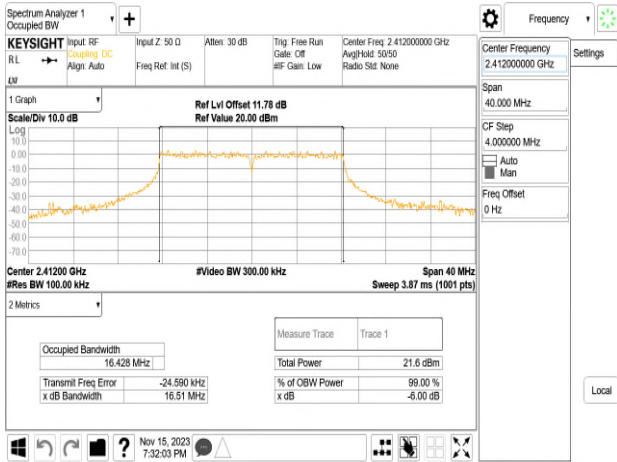 Spectrum Analyzer 1
Occupied BW
KEYSIGHT
RL
Align: Auto
Input: RF
Coupling: DC
Input Z: 50 Ω
Freq Ref: Int (S)
Atten: 30 dB
Trig: Free Run
Gate: Off
#IF Gain: Low
Center Freq: 2.412000000 GHz
Avg|Hold: 50/50
Radio Std: None
Frequency
Settings
Center Frequency
2.412000000 GHz
Span
40.000 MHz
CF Step
4.000000 MHz
Auto
Man
Freq Offset
0 Hz
Local
1 Graph
Scale/Div 10.0 dB
Ref Lvl Offset 11.78 dB
Ref Value 20.00 dBm
Log
10.0
0.00
-10.0
-20.0
-30.0
-40.0
-50.0
-60.0
-70.0
Center 2.41200 GHz
#Res BW 100.00 kHz
#Video BW 300.00 kHz
Span 40 MHz
Sweep 3.87 ms (1001 pts)
2 Metrics
Measure Trace Trace 1
Occupied Bandwidth
16.428 MHz
Total Power 21.6 dBm
Transmit Freq Error -24.590 kHz
% of OBW Power 99.00 %
x dB Bandwidth 16.51 MHz
x dB -6.00 dB
Nov 15, 2023
7:32:03 PM